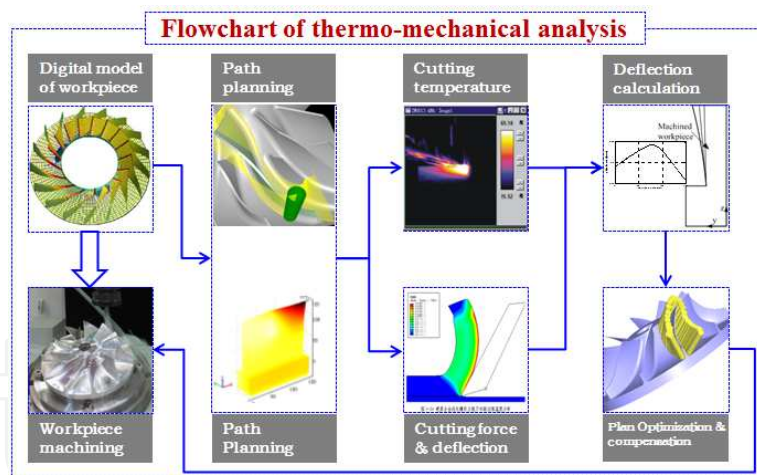 Flowchart of thermo-mechanical analysis
Digital model
of workpiece
Path
planning
Cutting
temperature
Deflection
calculation
Machined
workpiece
z
y
Workpiece
machining
Path
Planning
Cutting force
& deflection
Plan Optimization &
compensation